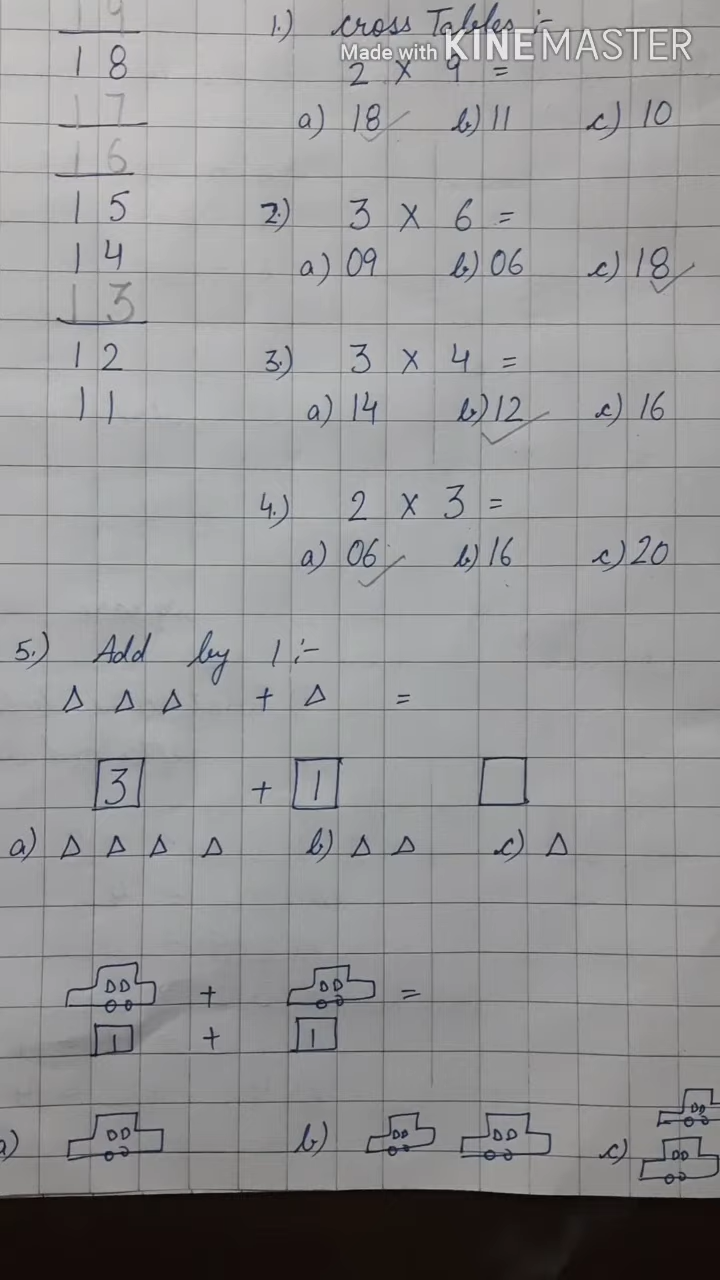 19
18
17
16
15
14
13
12
11
1.) Cross Tables :-
Made with KINEMASTER
2 × 9 =
a) 18 b) 11 c) 10
2.) 3 × 6 =
a) 09 b) 06 c) 18
3.) 3 × 4 =
a) 14 b) 12 c) 16
4.) 2 × 3 =
a) 06 b) 16 c) 20
5.) Add by 1 :-
+ =
3 + 1
a) b) c)
+ =
1 + 1
a) b) c)